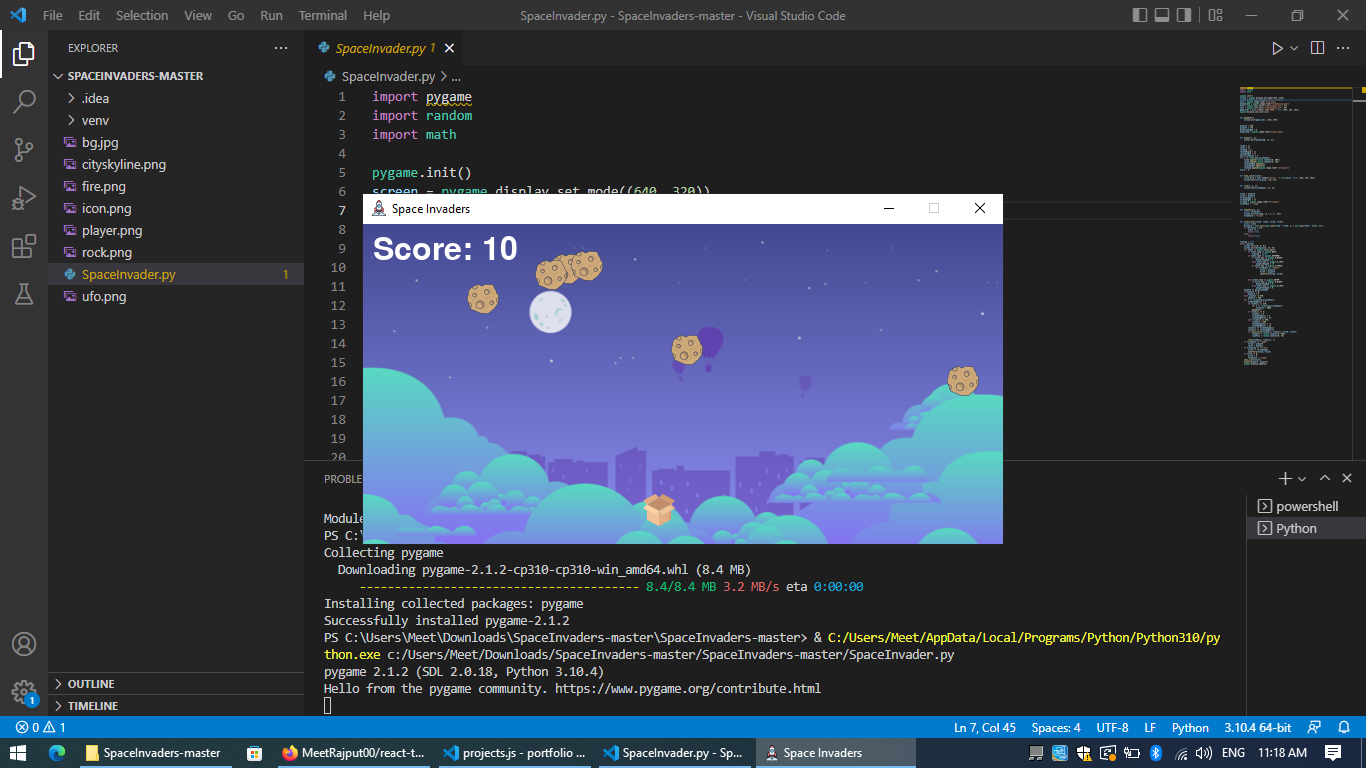 File Edit Selection View Go Run Terminal Help
SpaceInvader.py - SpaceInvaders-master - Visual Studio Code
EXPLORER
SPACEINVADERS-MASTER
.idea
venv
bg.jpg
cityskyline.png
fire.png
icon.png
player.png
rock.png
SpaceInvader.py 1
ufo.png
OUTLINE
TIMELINE
SpaceInvader.py 1
SpaceInvader.py > ...
1 import pygame
2 import random
3 import math
4
5 pygame.init()
6 screen = pygame.display.set_mode((640, 320))
7
8
9
10
11
12
13
14
15
16
17
18
19
20
Space Invaders
Score: 10
PROBLE
powershell
Python
Module
PS C:\
Collecting pygame
Downloading pygame-2.1.2-cp310-cp310-win_amd64.whl (8.4 MB)
---------------------------------------- 8.4/8.4 MB 3.2 MB/s eta 0:00:00
Installing collected packages: pygame
Successfully installed pygame-2.1.2
PS C:\Users\Meet\Downloads\SpaceInvaders-master\SpaceInvaders-master> & C:/Users/Meet/AppData/Local/Programs/Python/Python310/py
thon.exe c:/Users/Meet/Downloads/SpaceInvaders-master/SpaceInvaders-master/SpaceInvader.py
pygame 2.1.2 (SDL 2.0.18, Python 3.10.4)
Hello from the pygame community. https://www.pygame.org/contribute.html
1
0 1
Ln 7, Col 45 Spaces: 4 UTF-8 LF Python 3.10.4 64-bit
SpaceInvaders-master
MeetRajput00/react-t...
projects.js - portfolio ...
SpaceInvader.py - Sp...
Space Invaders
ENG 11:18 AM